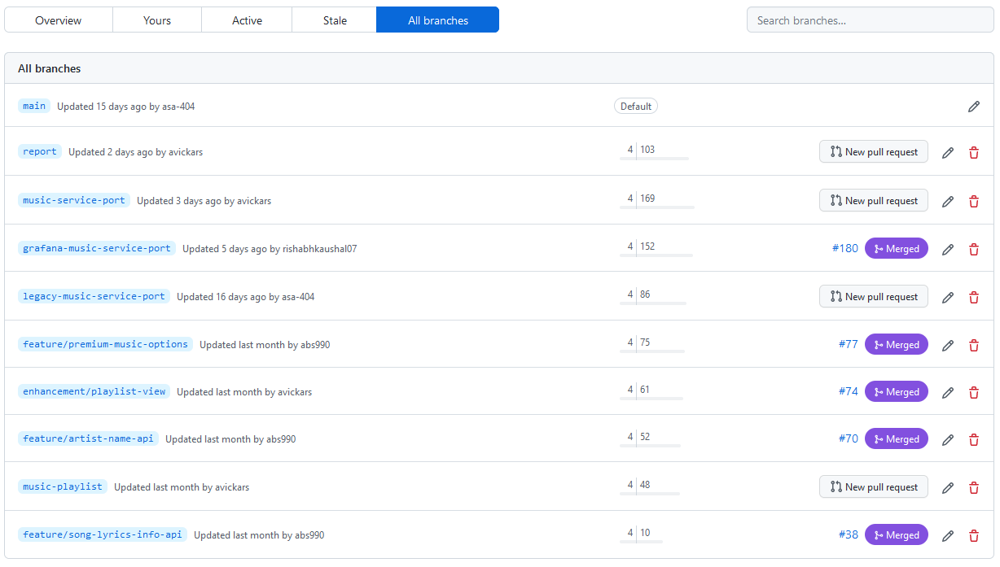 Overview Yours Active Stale All branches Search branches...
All branches
main Updated 15 days ago by asa-404 Default
report Updated 2 days ago by avickars 4 103 New pull request
music-service-port Updated 3 days ago by avickars 4 169 New pull request
grafana-music-service-port Updated 5 days ago by rishabhkaushal07 4 152 #180 Merged
legacy-music-service-port Updated 16 days ago by asa-404 4 86 New pull request
feature/premium-music-options Updated last month by abs990 4 75 #77 Merged
enhancement/playlist-view Updated last month by avickars 4 61 #74 Merged
feature/artist-name-api Updated last month by abs990 4 52 #70 Merged
music-playlist Updated last month by avickars 4 48 New pull request
feature/song-lyrics-info-api Updated last month by abs990 4 10 #38 Merged